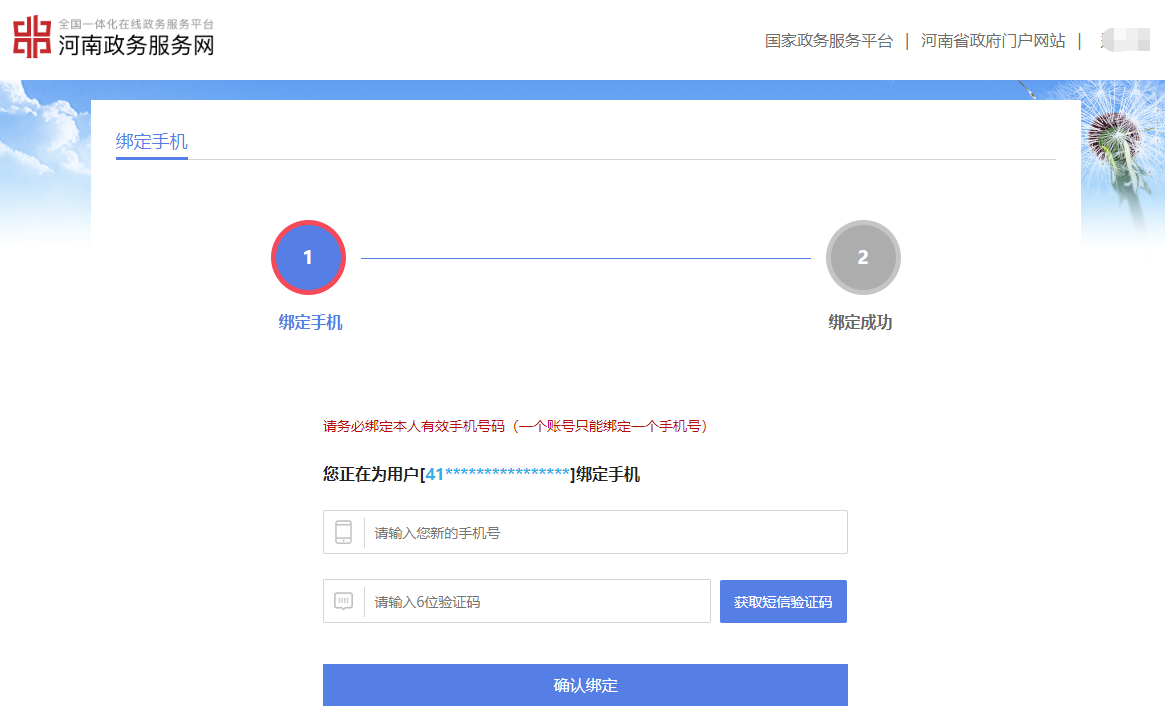 全国一体化在线政务服务平台
河南政务服务网
国家政务服务平台 | 河南省政府门户网站 |
绑定手机
1
2
绑定手机
绑定成功
请务必绑定本人有效手机号码（一个账号只能绑定一个手机号）
您正在为用户[41****************]绑定手机
请输入您新的手机号
请输入6位验证码
获取短信验证码
确认绑定